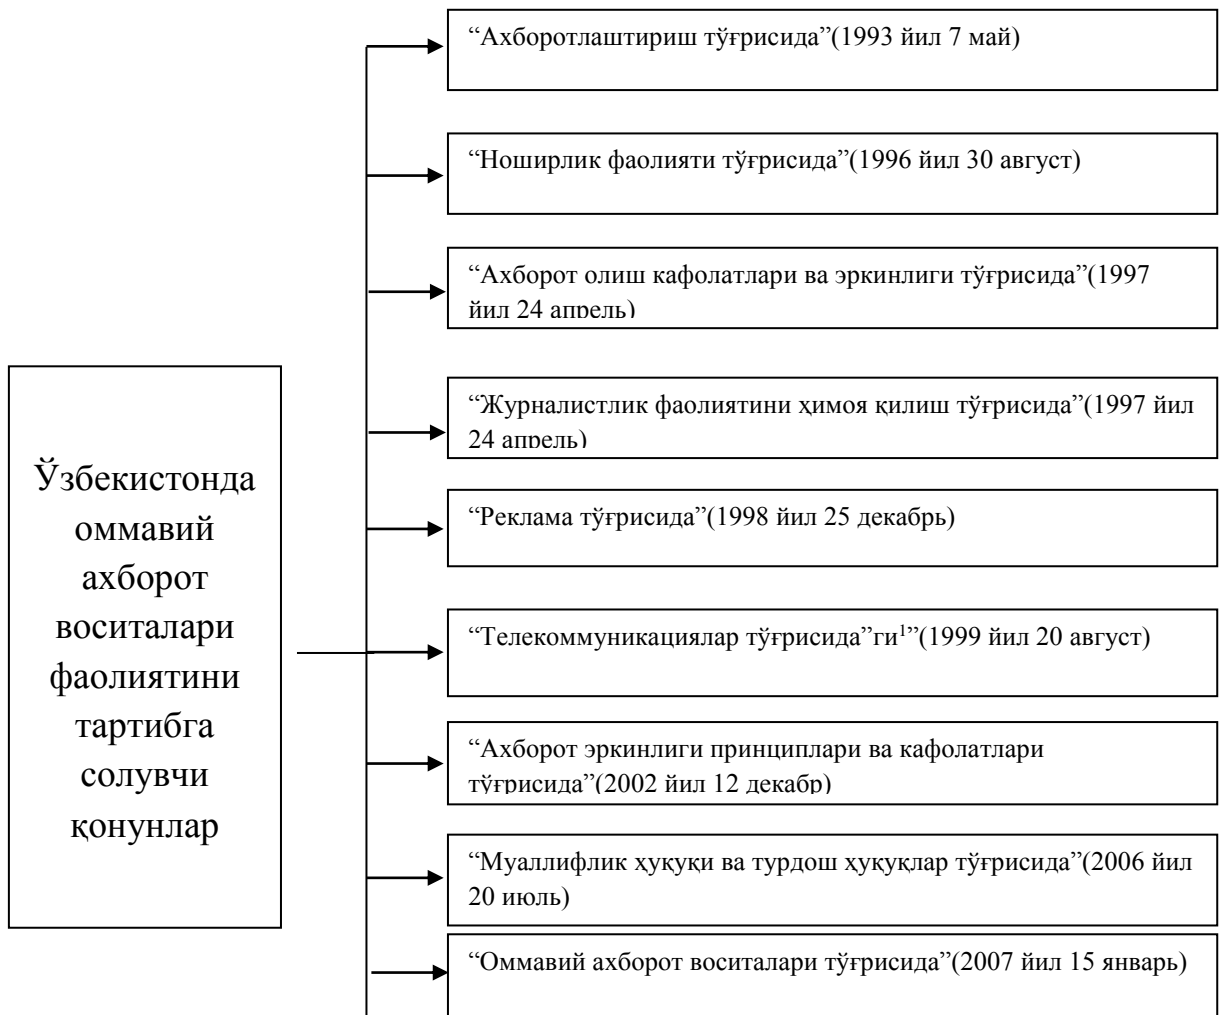 “Ахборотлаштириш тўғрисида”(1993 йил 7 май)
“Ноширлик фаолияти тўғрисида”(1996 йил 30 август)
“Ахборот олиш кафолатлари ва эркинлиги тўғрисида”(1997
йил 24 апрель)
“Журналистлик фаолиятини ҳимоя қилиш тўғрисида”(1997 йил
24 апрель)
“Реклама тўғрисида”(1998 йил 25 декабрь)
Ўзбекистонда
оммавий
ахборот
воситалари
фаолиятини
тартибга
солувчи
қонунлар
“Телекоммуникациялар тўғрисида”ги¹”(1999 йил 20 август)
“Ахборот эркинлиги принциплари ва кафолатлари
тўғрисида”(2002 йил 12 декабр)
“Муаллифлик ҳуқуқи ва турдош ҳуқуқлар тўғрисида”(2006 йил
20 июль)
“Оммавий ахборот воситалари тўғрисида”(2007 йил 15 январь)